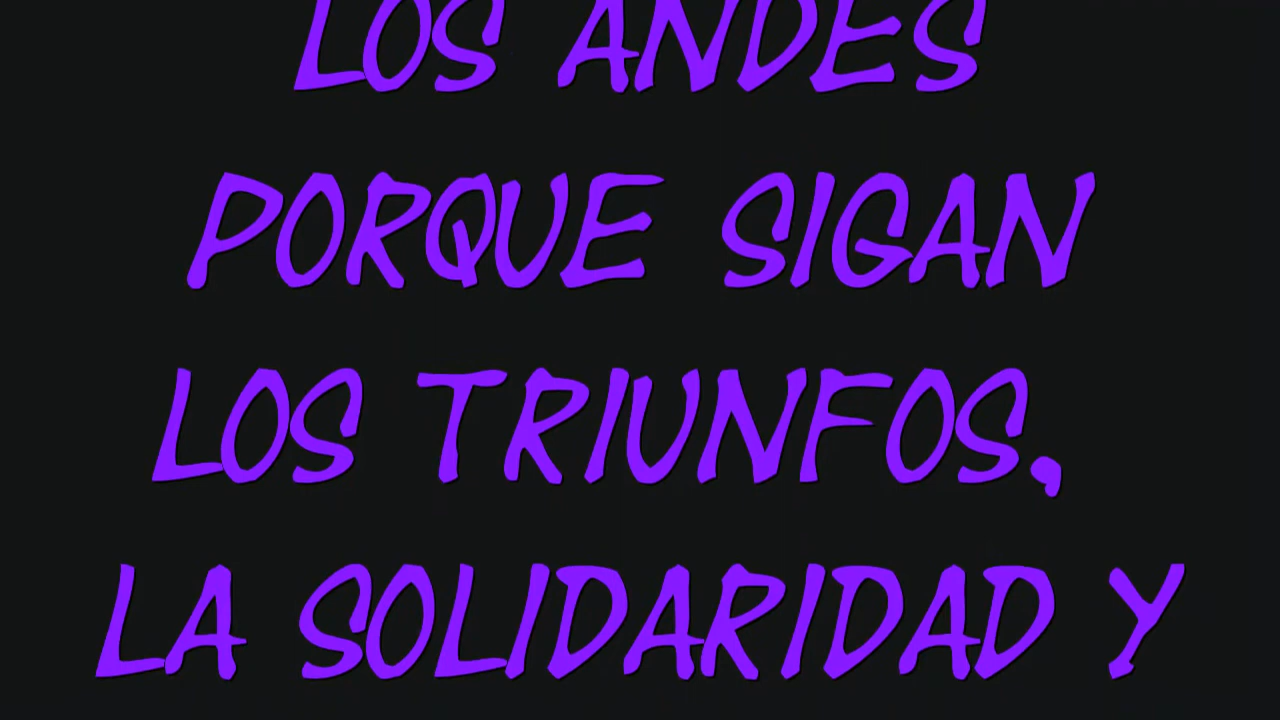 LOS ANDES
PORQUE SIGAN
LOS TRIUNFOS,
LA SOLIDARIDAD Y